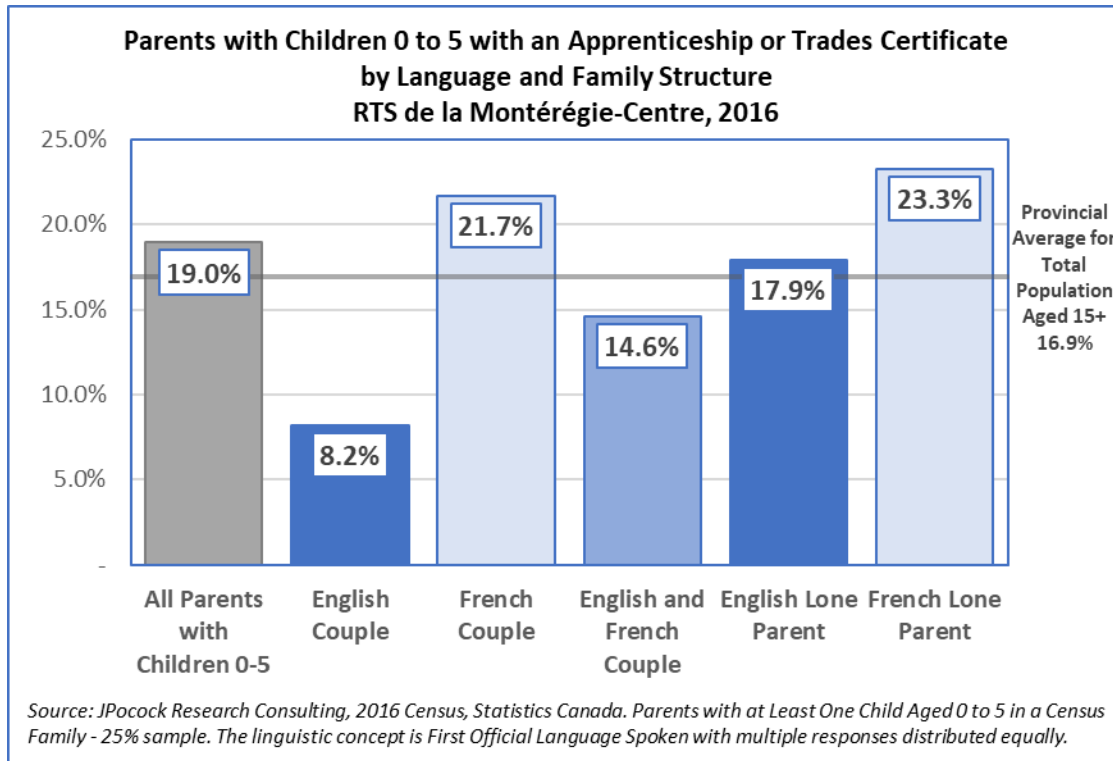 Parents with Children 0 to 5 with an Apprenticeship or Trades Certificate
by Language and Family Structure
RTS de la Montérégie-Centre, 2016
25.0%
20.0%
15.0%
10.0%
5.0%
-
19.0%
8.2%
21.7%
14.6%
17.9%
23.3%
Provincial
Average for
Total
Population
Aged 15+
16.9%
All Parents
with
Children 0-5
English
Couple
French
Couple
English and
French
Couple
English Lone
Parent
French Lone
Parent
Source: JPocock Research Consulting, 2016 Census, Statistics Canada. Parents with at Least One Child Aged 0 to 5 in a Census
Family - 25% sample. The linguistic concept is First Official Language Spoken with multiple responses distributed equally.